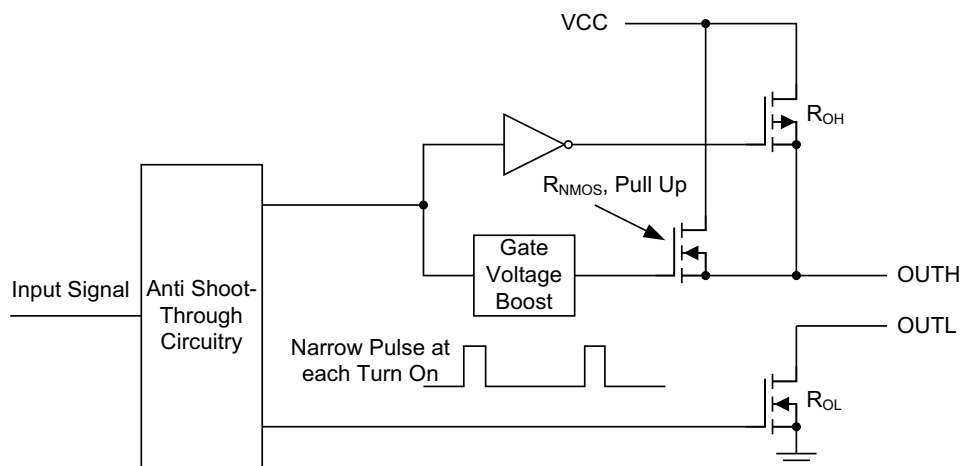 VCC
R_OH
R_NMOS, Pull Up
Gate
Voltage
Boost
OUTH
Input Signal
Anti Shoot-
Through
Circuitry
OUTL
Narrow Pulse at
each Turn On
R_OL